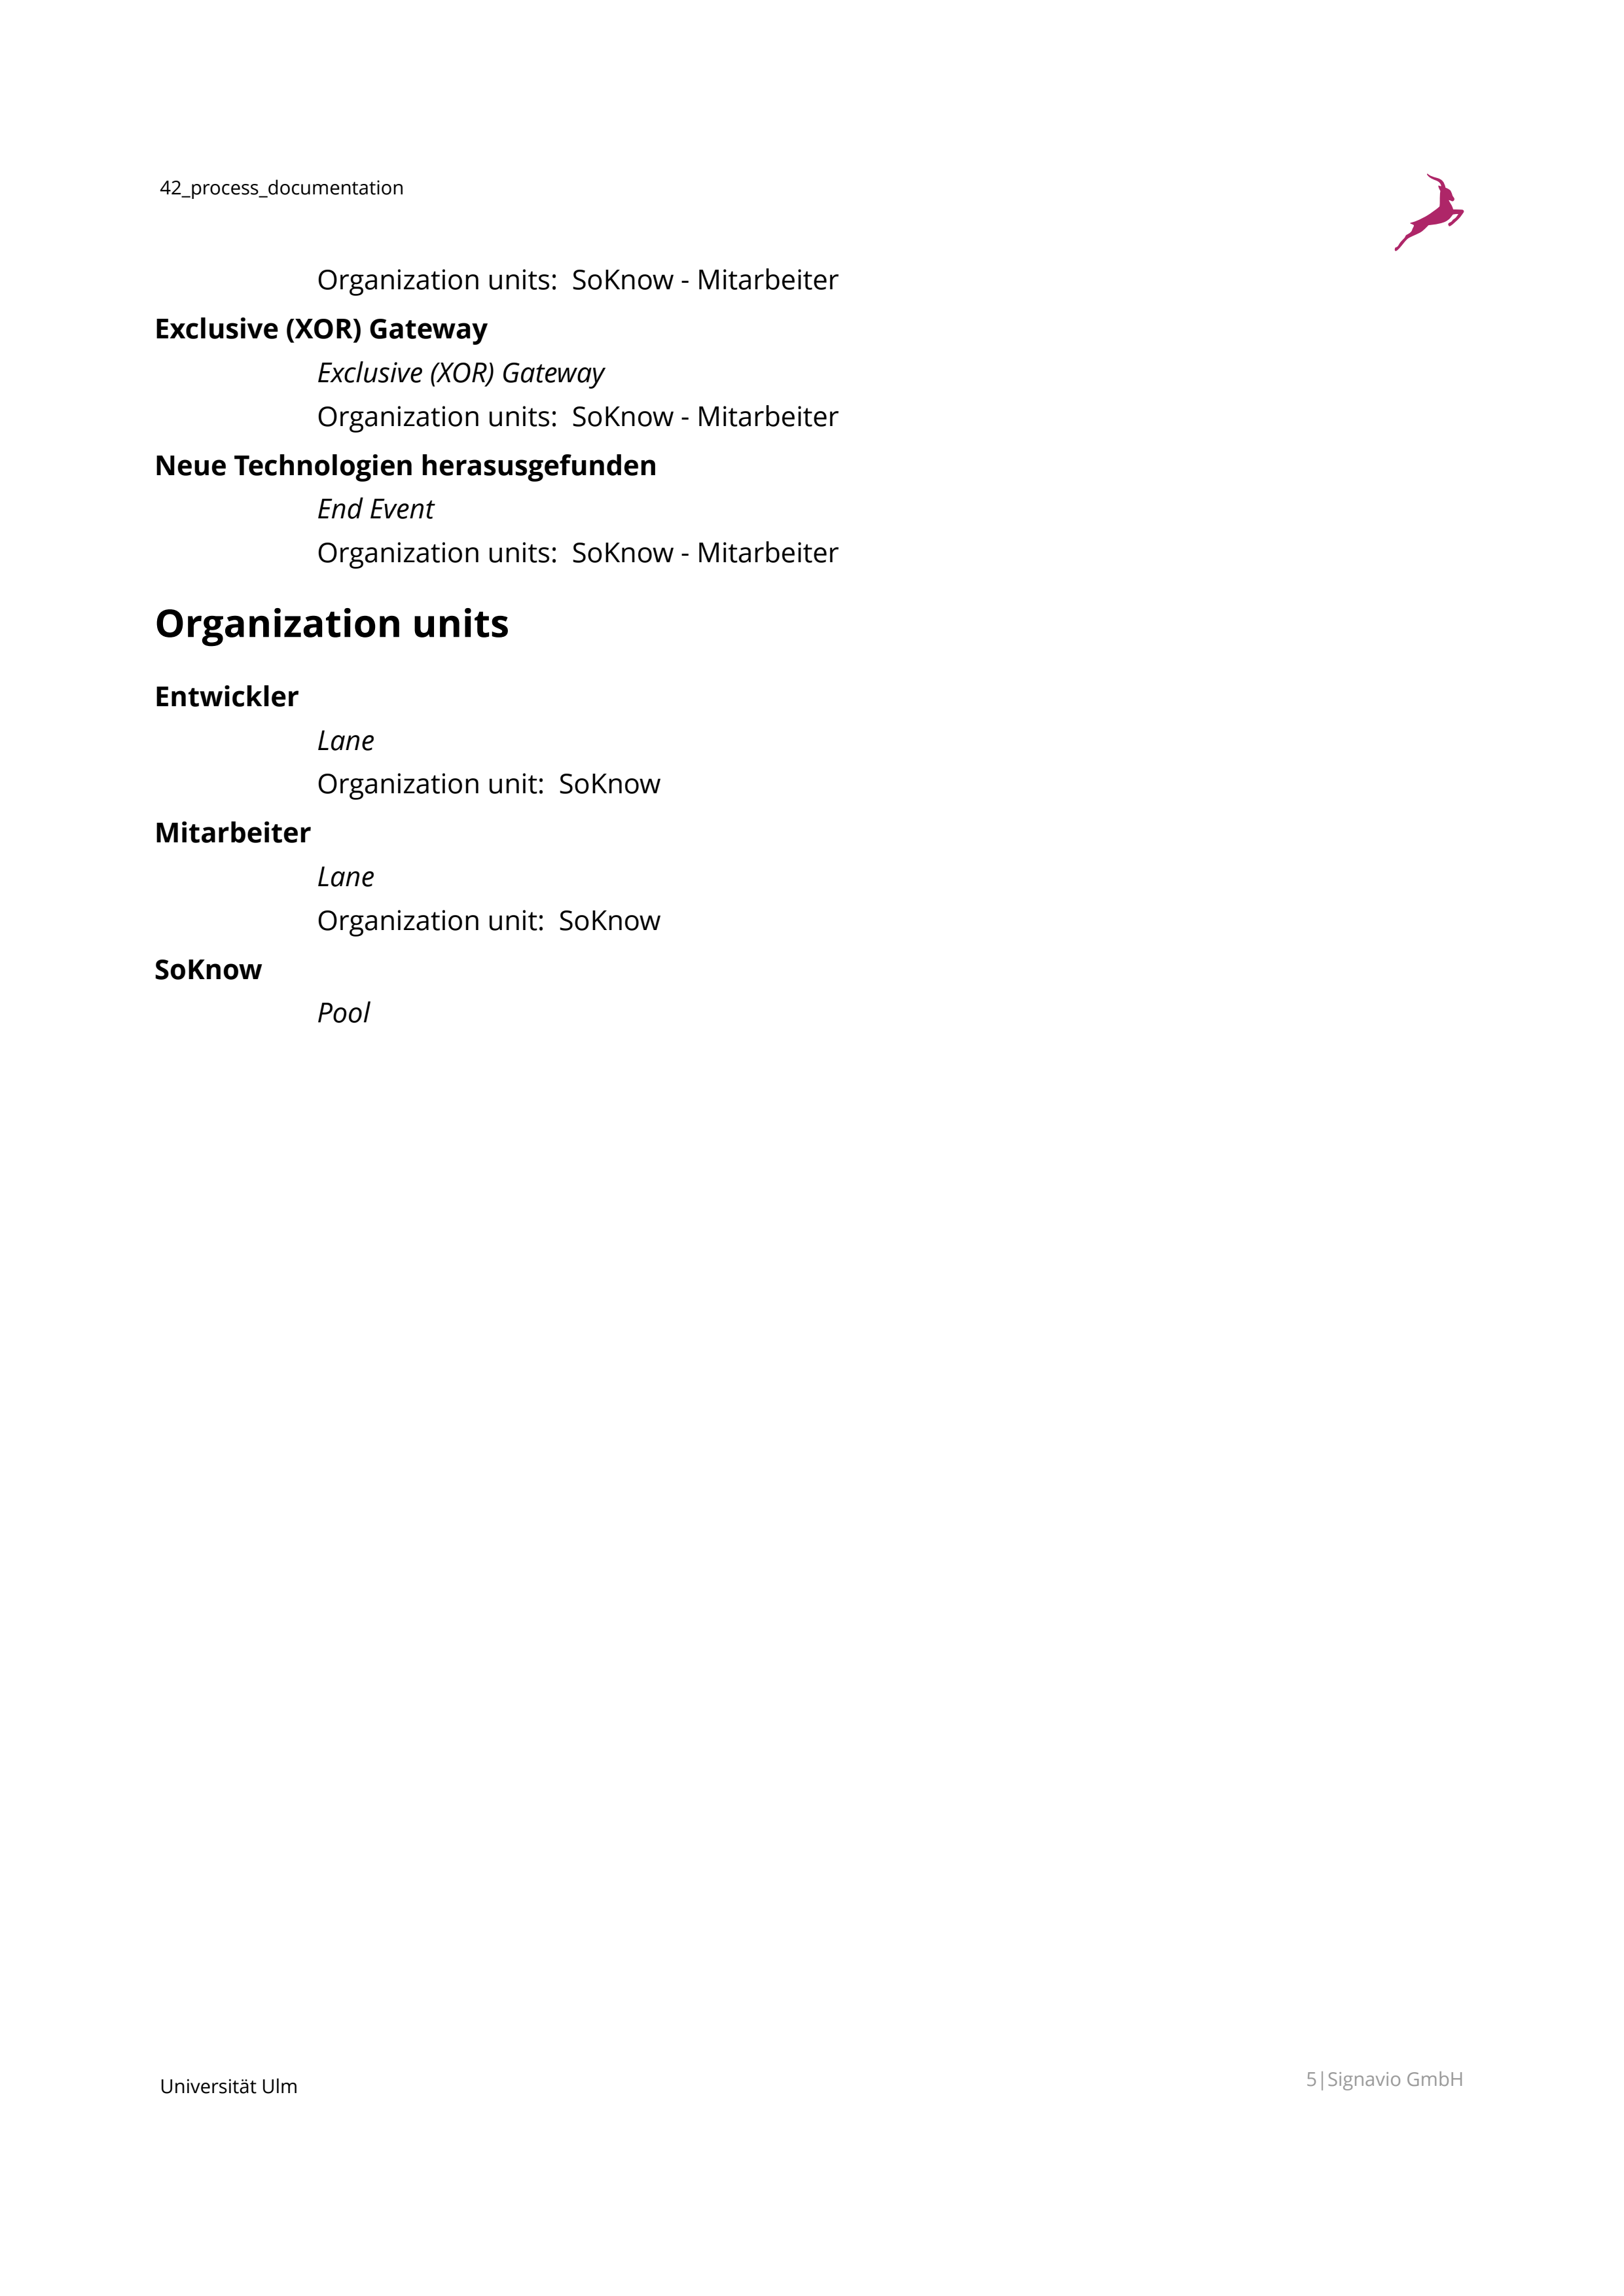 42_process_documentation
Organization units:  SoKnow - Mitarbeiter
Exclusive (XOR) Gateway
Exclusive (XOR) Gateway
Organization units:  SoKnow - Mitarbeiter
Neue Technologien herasusgefunden
End Event
Organization units:  SoKnow - Mitarbeiter
Organization units
Entwickler
Lane
Organization unit:  SoKnow
Mitarbeiter
Lane
Organization unit:  SoKnow
SoKnow
Pool
Universität Ulm
5|Signavio GmbH